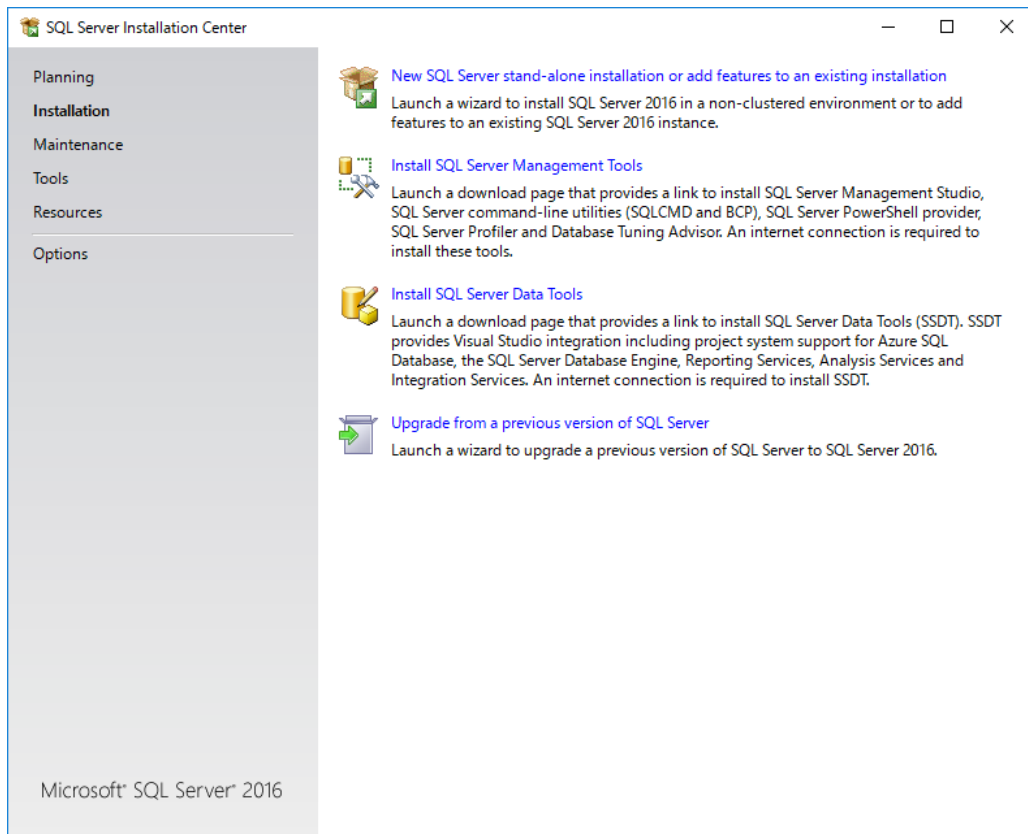 SQL Server Installation Center
Planning
Installation
Maintenance
Tools
Resources
Options
New SQL Server stand-alone installation or add features to an existing installation
Launch a wizard to install SQL Server 2016 in a non-clustered environment or to add
features to an existing SQL Server 2016 instance.
Install SQL Server Management Tools
Launch a download page that provides a link to install SQL Server Management Studio,
SQL Server command-line utilities (SQLCMD and BCP), SQL Server PowerShell provider,
SQL Server Profiler and Database Tuning Advisor. An internet connection is required to
install these tools.
Install SQL Server Data Tools
Launch a download page that provides a link to install SQL Server Data Tools (SSDT). SSDT
provides Visual Studio integration including project system support for Azure SQL
Database, the SQL Server Database Engine, Reporting Services, Analysis Services and
Integration Services. An internet connection is required to install SSDT.
Upgrade from a previous version of SQL Server
Launch a wizard to upgrade a previous version of SQL Server to SQL Server 2016.
Microsoft® SQL Server® 2016